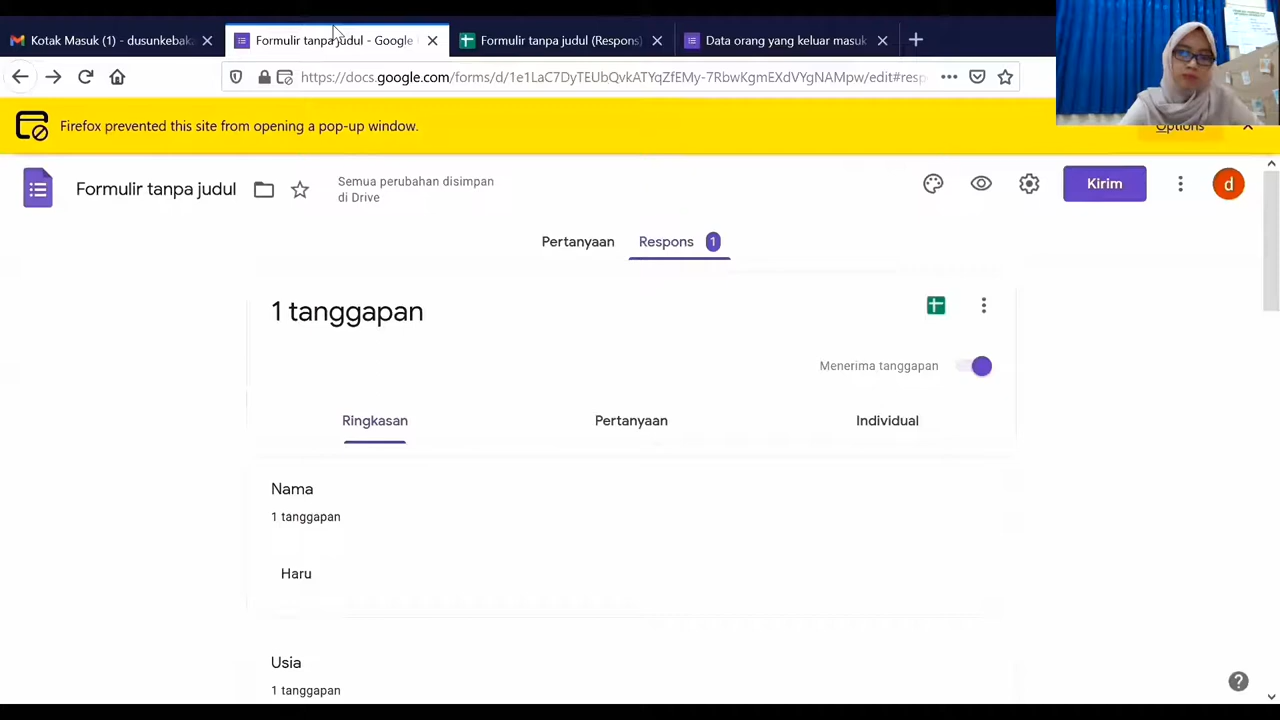 Kotak Masuk (1) - dusunkebaka
Formulir tanpa judul - Google
Formulir tanpa judul (Respons)
Data orang yang keluar masuk
https://docs.google.com/forms/d/1e1LaC7DyTEUbQvkATYqZfEMy-7RbwKgmEXdVYgNAMpw/edit#resp
Firefox prevented this site from opening a pop-up window.
Options
Formulir tanpa judul
Semua perubahan disimpan
di Drive
Kirim
d
Pertanyaan
Respons 1
1 tanggapan
Menerima tanggapan
Ringkasan
Pertanyaan
Individual
Nama
1 tanggapan
Haru
Usia
1 tanggapan